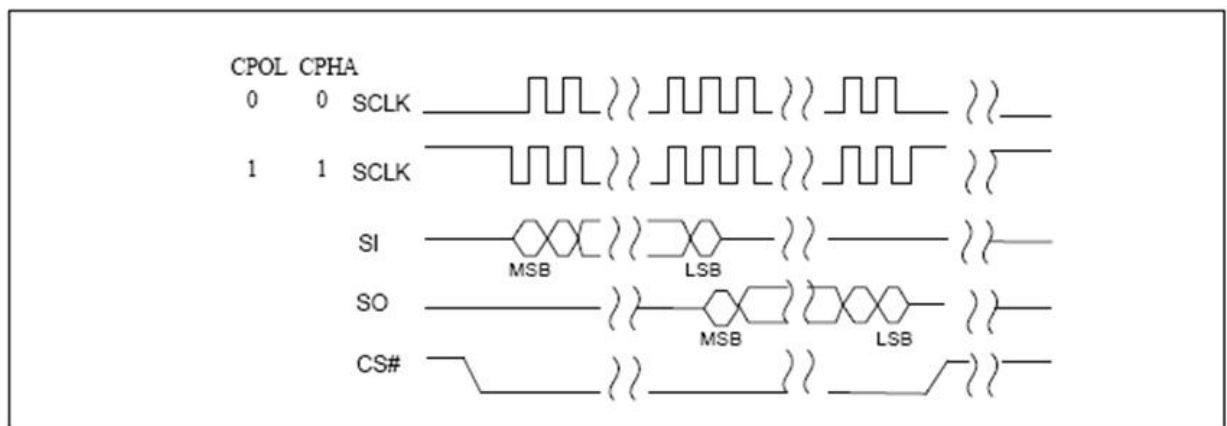 CPOL CPHA
0 0 SCLK
1 1 SCLK
SI
MSB LSB
SO
MSB LSB
CS#